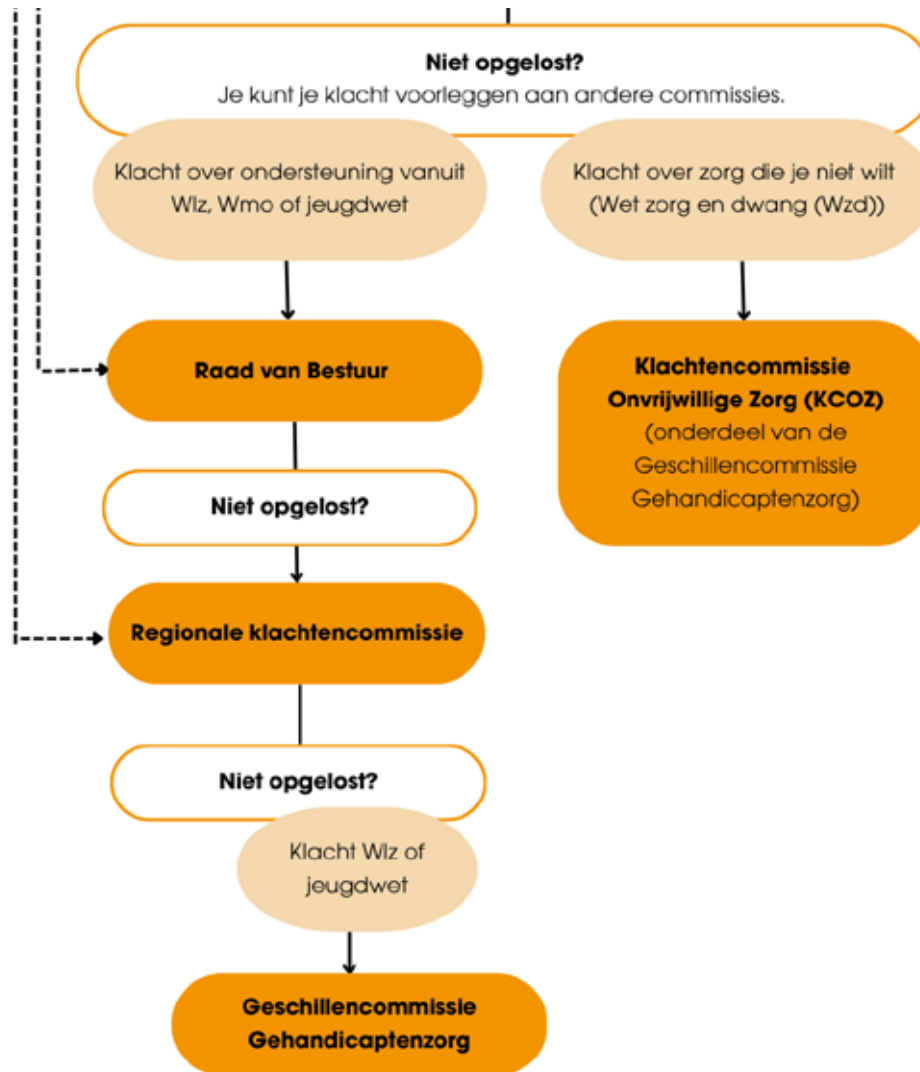 Niet opgelost?
Je kunt je klacht voorleggen aan andere commissies.
Klacht over ondersteuning vanuit
Wlz, Wmo of jeugdwet
Klacht over zorg die je niet wilt
(Wet zorg en dwang (Wzd))
Raad van Bestuur
Klachtencommissie
Onvrijwillige Zorg (KCOZ)
(onderdeel van de
Geschillencommissie
Gehandicaptenzorg)
Niet opgelost?
Regionale klachtencommissie
Niet opgelost?
Klacht Wlz of
jeugdwet
Geschillencommissie
Gehandicaptenzorg